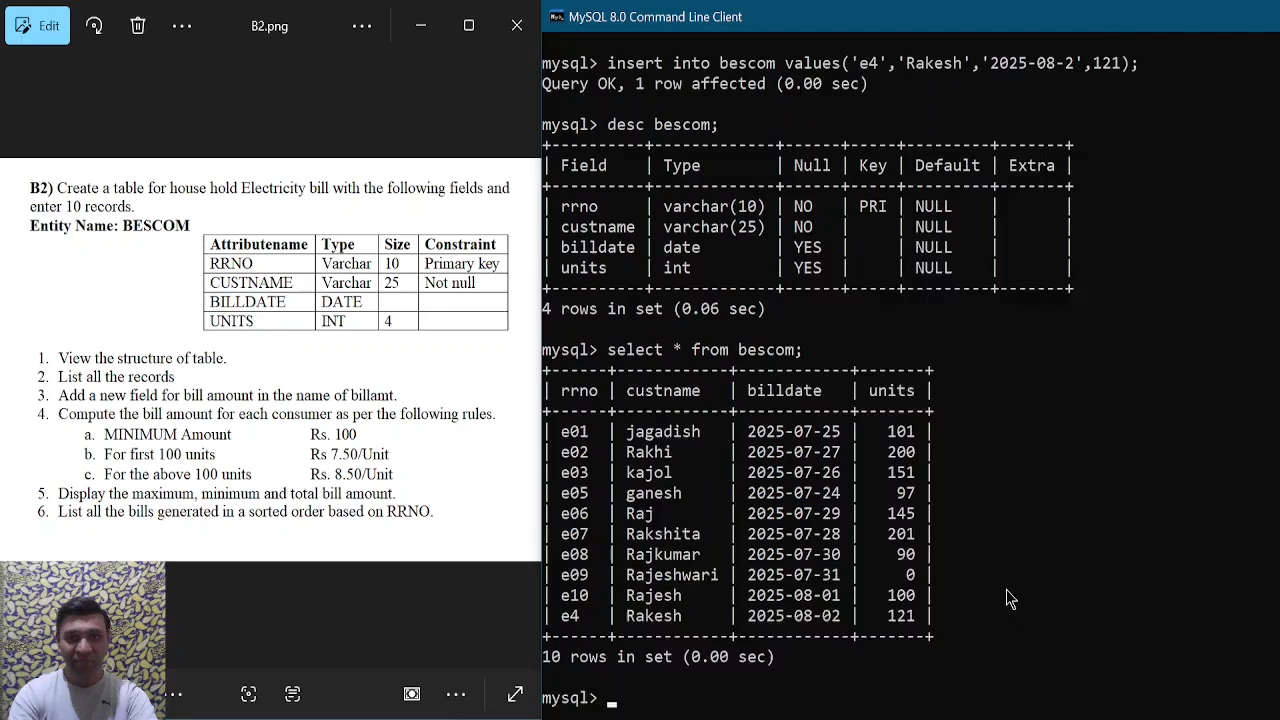 Edit
B2.png
B2) Create a table for house hold Electricity bill with the following fields and
enter 10 records.
Entity Name: BESCOM
Attributename Type Size Constraint
RRNO Varchar 10 Primary key
CUSTNAME Varchar 25 Not null
BILLDATE DATE
UNITS INT 4
1. View the structure of table.
2. List all the records
3. Add a new field for bill amount in the name of billamt.
4. Compute the bill amount for each consumer as per the following rules.
a. MINIMUM Amount Rs. 100
b. For first 100 units Rs 7.50/Unit
c. For the above 100 units Rs. 8.50/Unit
5. Display the maximum, minimum and total bill amount.
6. List all the bills generated in a sorted order based on RRNO.
MySQL 8.0 Command Line Client
mysql> insert into bescom values('e4','Rakesh','2025-08-2',121);
Query OK, 1 row affected (0.00 sec)
mysql> desc bescom;
+-----------+-------------+------+-----+---------+-------+
| Field | Type | Null | Key | Default | Extra |
+-----------+-------------+------+-----+---------+-------+
| rrno | varchar(10) | NO | PRI | NULL | |
| custname | varchar(25) | NO | | NULL | |
| billdate | date | YES | | NULL | |
| units | int | YES | | NULL | |
+-----------+-------------+------+-----+---------+-------+
4 rows in set (0.06 sec)
mysql> select * from bescom;
+------+------------+------------+-------+
| rrno | custname | billdate | units |
+------+------------+------------+-------+
| e01 | jagadish | 2025-07-25 | 101 |
| e02 | Rakhi | 2025-07-27 | 200 |
| e03 | kajol | 2025-07-26 | 151 |
| e05 | ganesh | 2025-07-24 | 97 |
| e06 | Raj | 2025-07-29 | 145 |
| e07 | Rakshita | 2025-07-28 | 201 |
| e08 | Rajkumar | 2025-07-30 | 90 |
| e09 | Rajeshwari | 2025-07-31 | 0 |
| e10 | Rajesh | 2025-08-01 | 100 |
| e4 | Rakesh | 2025-08-02 | 121 |
+------+------------+------------+-------+
10 rows in set (0.00 sec)
mysql>